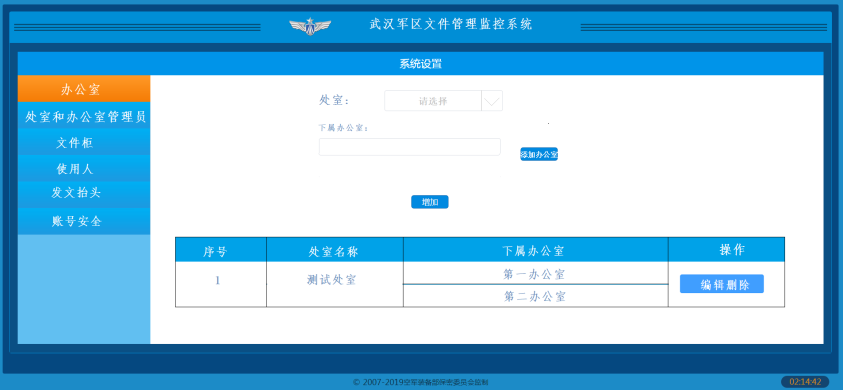 武汉军区文件管理监控系统
系统设置
办公室
处室和办公室管理员
文件柜
使用人
发文抬头
账号安全
处室：
请选择
下属办公室：
添加办公室
增加
序号 处室名称 下属办公室 操作
1 测试处室 第一办公室 编辑删除
第二办公室
© 2007-2019空军装备部保密委员会监制
02:14:42